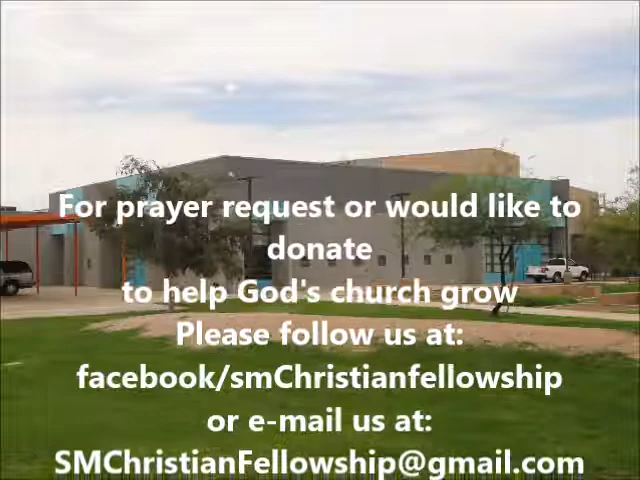 For prayer request or would like to
donate
to help God's church grow
Please follow us at:
facebook/smChristianfellowship
or e-mail us at:
SMChristianFellowship@gmail.com